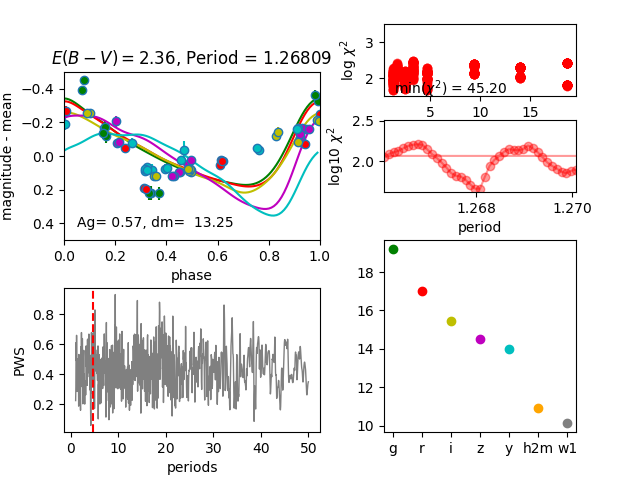 E(B − V) = 2.36, Period = 1.26809
magnitude - mean
−0.4
−0.2
0.0
0.2
0.4
Ag= 0.57, dm=  13.25
0.0 0.2 0.4 0.6 0.8 1.0
phase
log χ²
3
2
min(χ²) = 45.20
5 10 15
log10 χ²
2.5
2.0
1.268 1.270
period
PWS
0.8
0.6
0.4
0.2
0 10 20 30 40 50
periods
18
16
14
12
10
g r i z y h2m w1